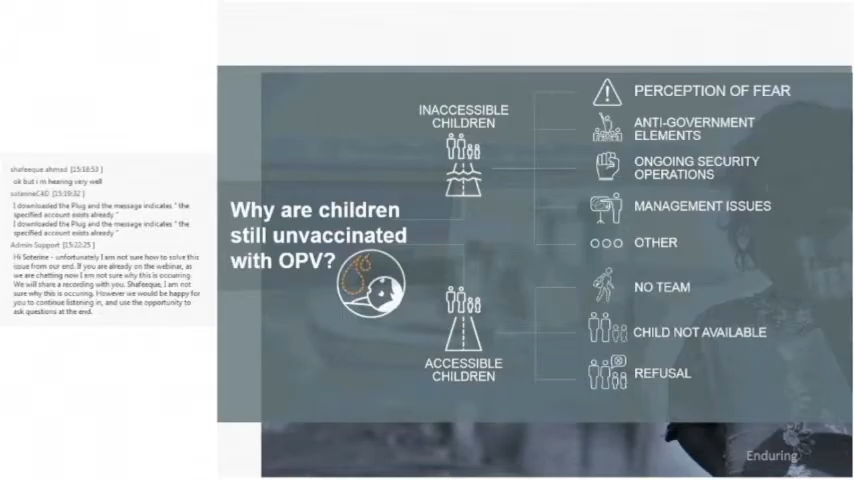 shafeeque ahmad [15:18:53 ]
ok but i m hearing very well
soterineC4D [15:19:32 ]
I downloaded the Plug and the message indicates " the
specified account exists already "
I downloaded the Plug and the message indicates " the
specified account exists already "
Admin Support [15:22:25 ]
Hi Soterine - unfortunately I am not sure how to solve this
issue from our end. If you are already on the webinar, as
we are chatting now I am not sure why this is occurring.
We will share a recording with you. Shafeeque, I am not
sure why this is occuring. However we would be happy for
you to continue listening in, and use the opportunity to
ask questions at the end.
Why are children
still unvaccinated
with OPV?
INACCESSIBLE
CHILDREN
PERCEPTION OF FEAR
ANTI-GOVERNMENT
ELEMENTS
ONGOING SECURITY
OPERATIONS
MANAGEMENT ISSUES
OTHER
ACCESSIBLE
CHILDREN
NO TEAM
CHILD NOT AVAILABLE
REFUSAL
Enduring